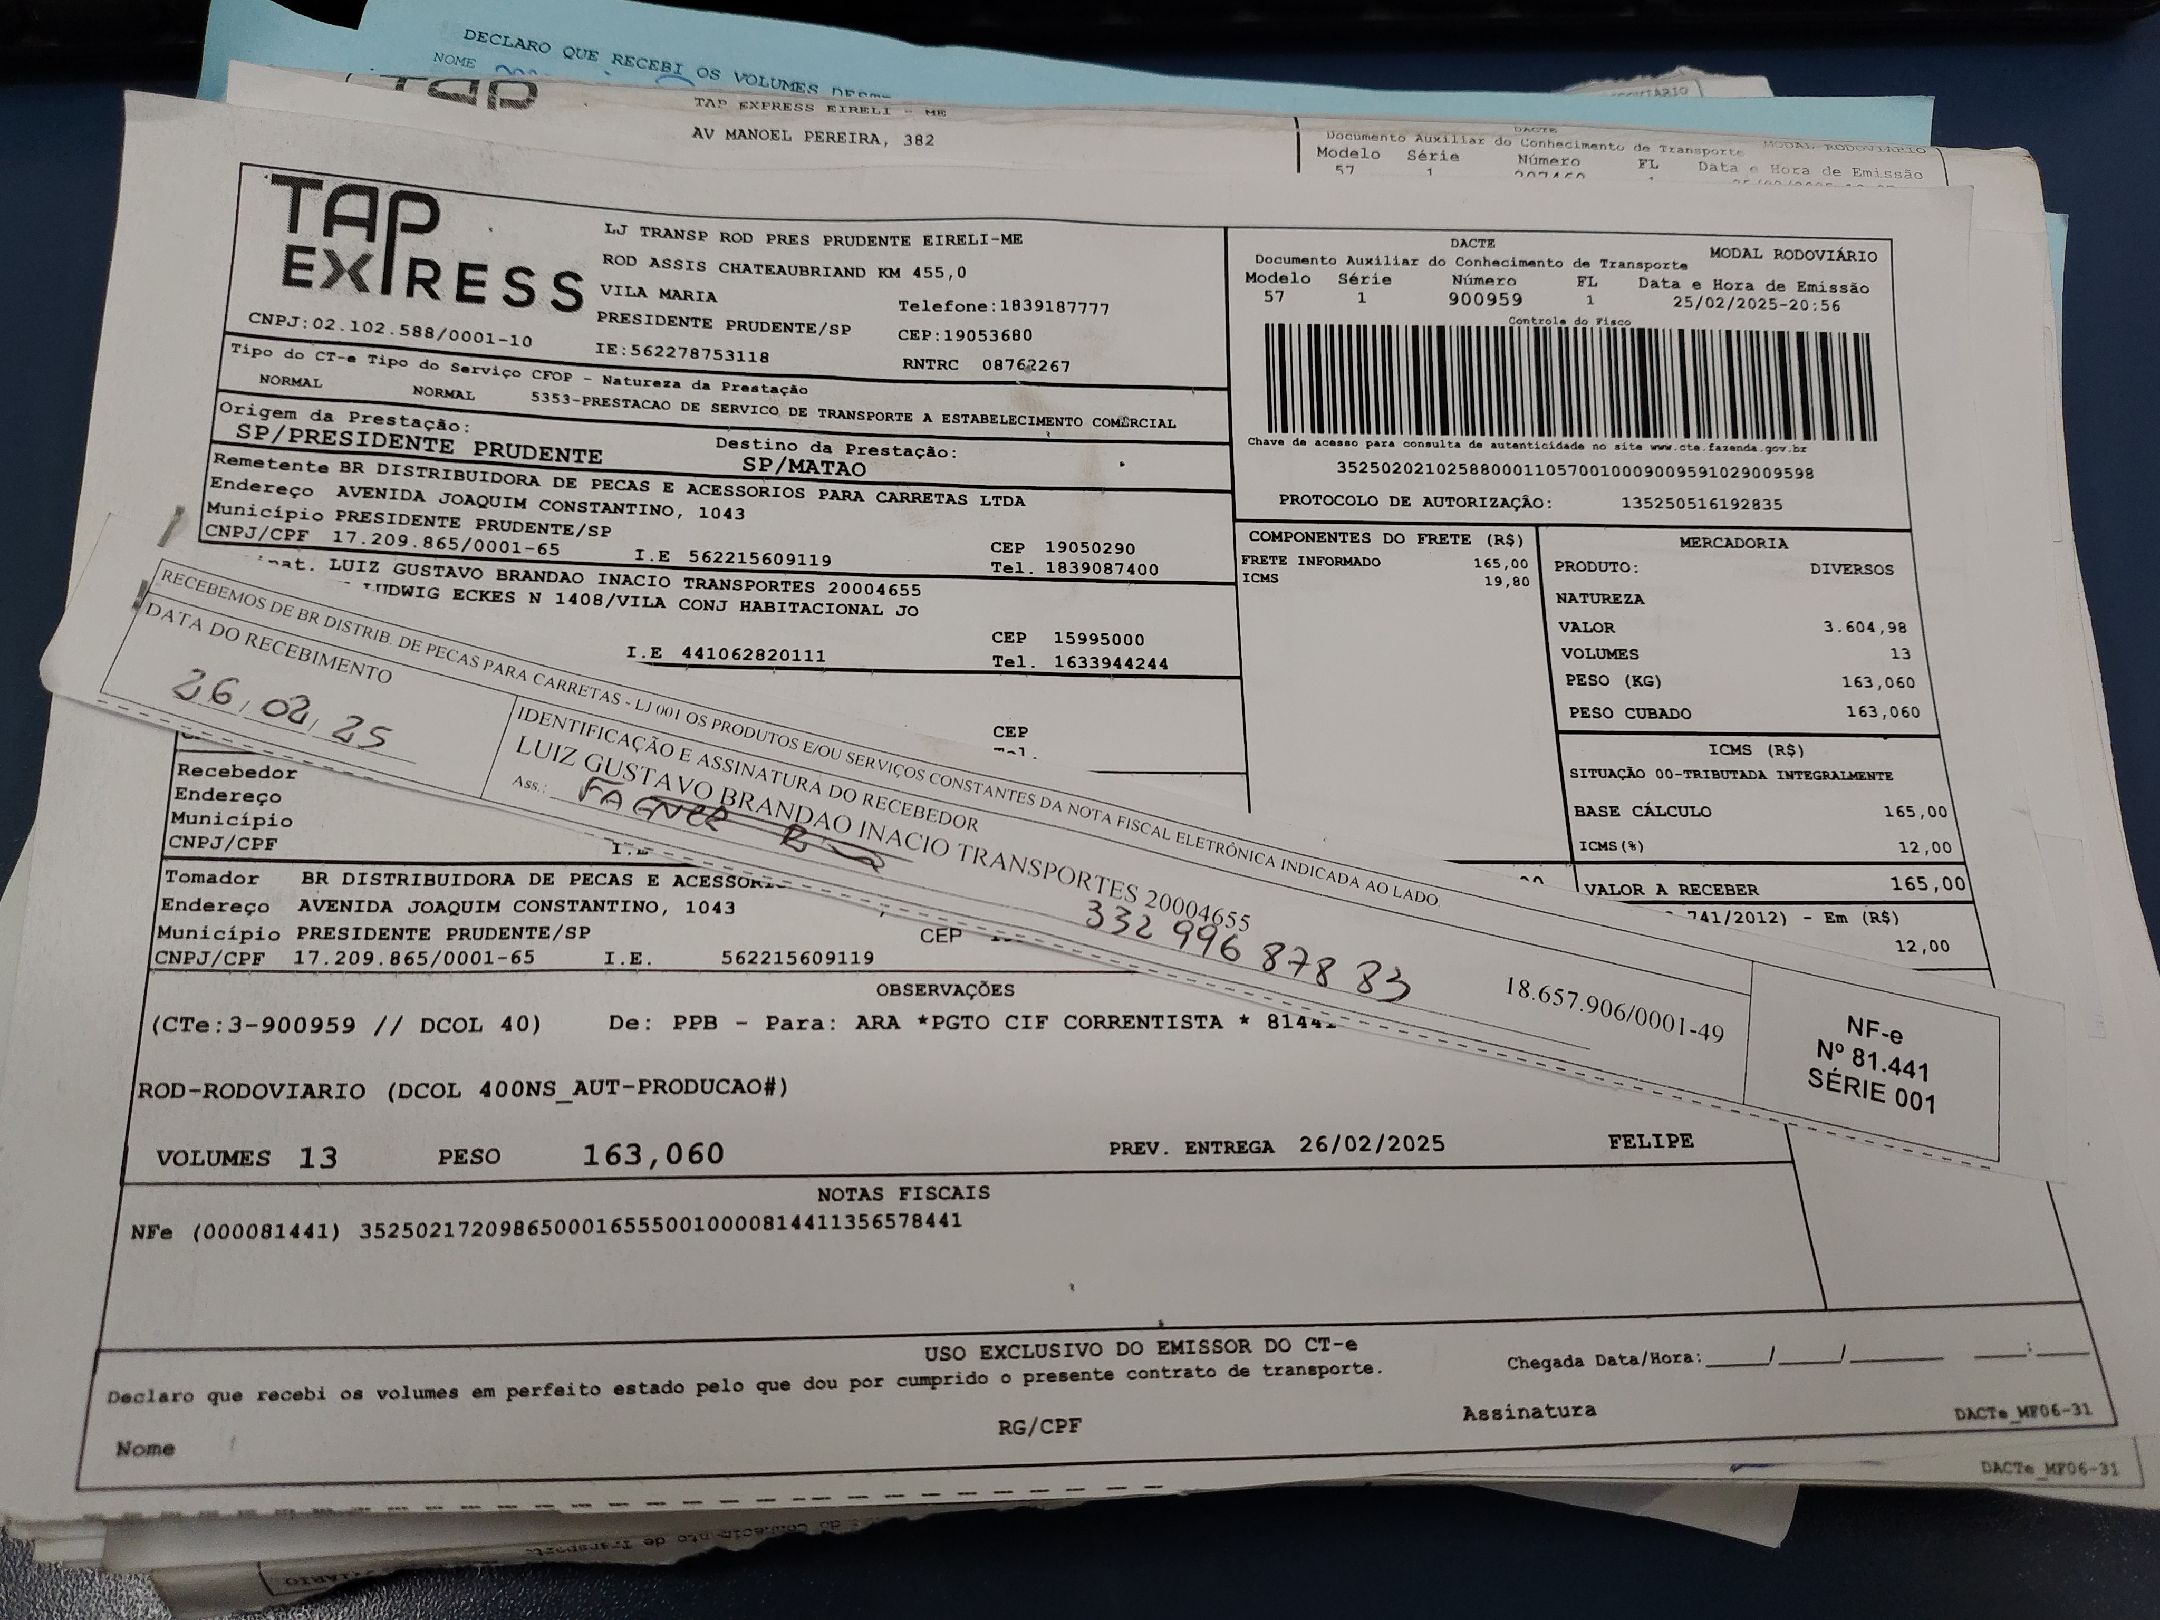 DECLARO QUE RECEBI OS VOLUMES
NOME
TAP
TAP EXPRESS EIRELI - ME
AV MANOEL PEREIRA, 382
DACTE
Documento Auxiliar do Conhecimento de Transporte MODAL RODOVIÁRIO
Modelo Série Número FL Data e Hora de Emissão
57 1
TAP EXPRESS
CNPJ:02.102.588/0001-10
LJ TRANSP ROD PRES PRUDENTE EIRELI-ME
ROD ASSIS CHATEAUBRIAND KM 455,0
VILA MARIA Telefone:1839187777
PRESIDENTE PRUDENTE/SP CEP:19053680
IE:562278753118 RNTRC 08762267
DACTE MODAL RODOVIÁRIO
Documento Auxiliar do Conhecimento de Transporte
Modelo Série Número FL Data e Hora de Emissão
57 1 900959 1 25/02/2025-20:56
Controle do Fisco
Chave de acesso para consulta de autenticidade no site www.cte.fazenda.gov.br
35250202102588000110570010009009591029009598
PROTOCOLO DE AUTORIZAÇÃO: 135250516192835
Tipo do CT-e Tipo do Serviço CFOP - Natureza da Prestação
NORMAL NORMAL 5353-PRESTACAO DE SERVICO DE TRANSPORTE A ESTABELECIMENTO COMERCIAL
Origem da Prestação: Destino da Prestação:
SP/PRESIDENTE PRUDENTE SP/MATAO
Remetente BR DISTRIBUIDORA DE PECAS E ACESSORIOS PARA CARRETAS LTDA
Endereço AVENIDA JOAQUIM CONSTANTINO, 1043
Município PRESIDENTE PRUDENTE/SP CEP 19050290
CNPJ/CPF 17.209.865/0001-65 I.E 562215609119 Tel. 1839087400
LUIZ GUSTAVO BRANDAO INACIO TRANSPORTES 20004655
LUDWIG ECKES N 1408/VILA CONJ HABITACIONAL JO
CEP 15995000
I.E 441062820111 Tel. 1633944244
CEP
COMPONENTES DO FRETE (R$)
FRETE INFORMADO 165,00
ICMS 19,80
MERCADORIA
PRODUTO: DIVERSOS
NATUREZA
VALOR 3.604,98
VOLUMES 13
PESO (KG) 163,060
PESO CUBADO 163,060
ICMS (R$)
SITUAÇÃO 00-TRIBUTADA INTEGRALMENTE
BASE CÁLCULO 165,00
ICMS(%) 12,00
VALOR A RECEBER 165,00
741/2012) - Em (R$)
12,00
RECEBEMOS DE BR DISTRIB. DE PECAS PARA CARRETAS - LJ 001 OS PRODUTOS E/OU SERVIÇOS CONSTANTES DA NOTA FISCAL ELETRÔNICA INDICADA AO LADO.
DATA DO RECEBIMENTO
26/02/25
IDENTIFICAÇÃO E ASSINATURA DO RECEBEDOR
LUIZ GUSTAVO BRANDAO INACIO TRANSPORTES 20004655
Ass.:
332 996 878 83
18.657.906/0001-49
NF-e
Nº 81.441
SÉRIE 001
Recebedor
Endereço
Município
CNPJ/CPF
Tomador BR DISTRIBUIDORA DE PECAS E
Endereço AVENIDA JOAQUIM CONSTANTINO, 1043
Município PRESIDENTE PRUDENTE/SP CEP
CNPJ/CPF 17.209.865/0001-65 I.E. 562215609119
OBSERVAÇÕES
(CTe:3-900959 // DCOL 40) De: PPB - Para: ARA *PGTO CIF CORRENTISTA *
ROD-RODOVIARIO (DCOL 400NS_AUT-PRODUCAO#)
VOLUMES 13 PESO 163,060 PREV. ENTREGA 26/02/2025 FELIPE
NOTAS FISCAIS
NFe (000081441) 35250217209865000165550010000814411356578441
USO EXCLUSIVO DO EMISSOR DO CT-e
Declaro que recebi os volumes em perfeito estado pelo que dou por cumprido o presente contrato de transporte.
Chegada Data/Hora:____/____/______ ____:____
Nome RG/CPF Assinatura
DACTe_MF06-31
DACTe_MF06-31